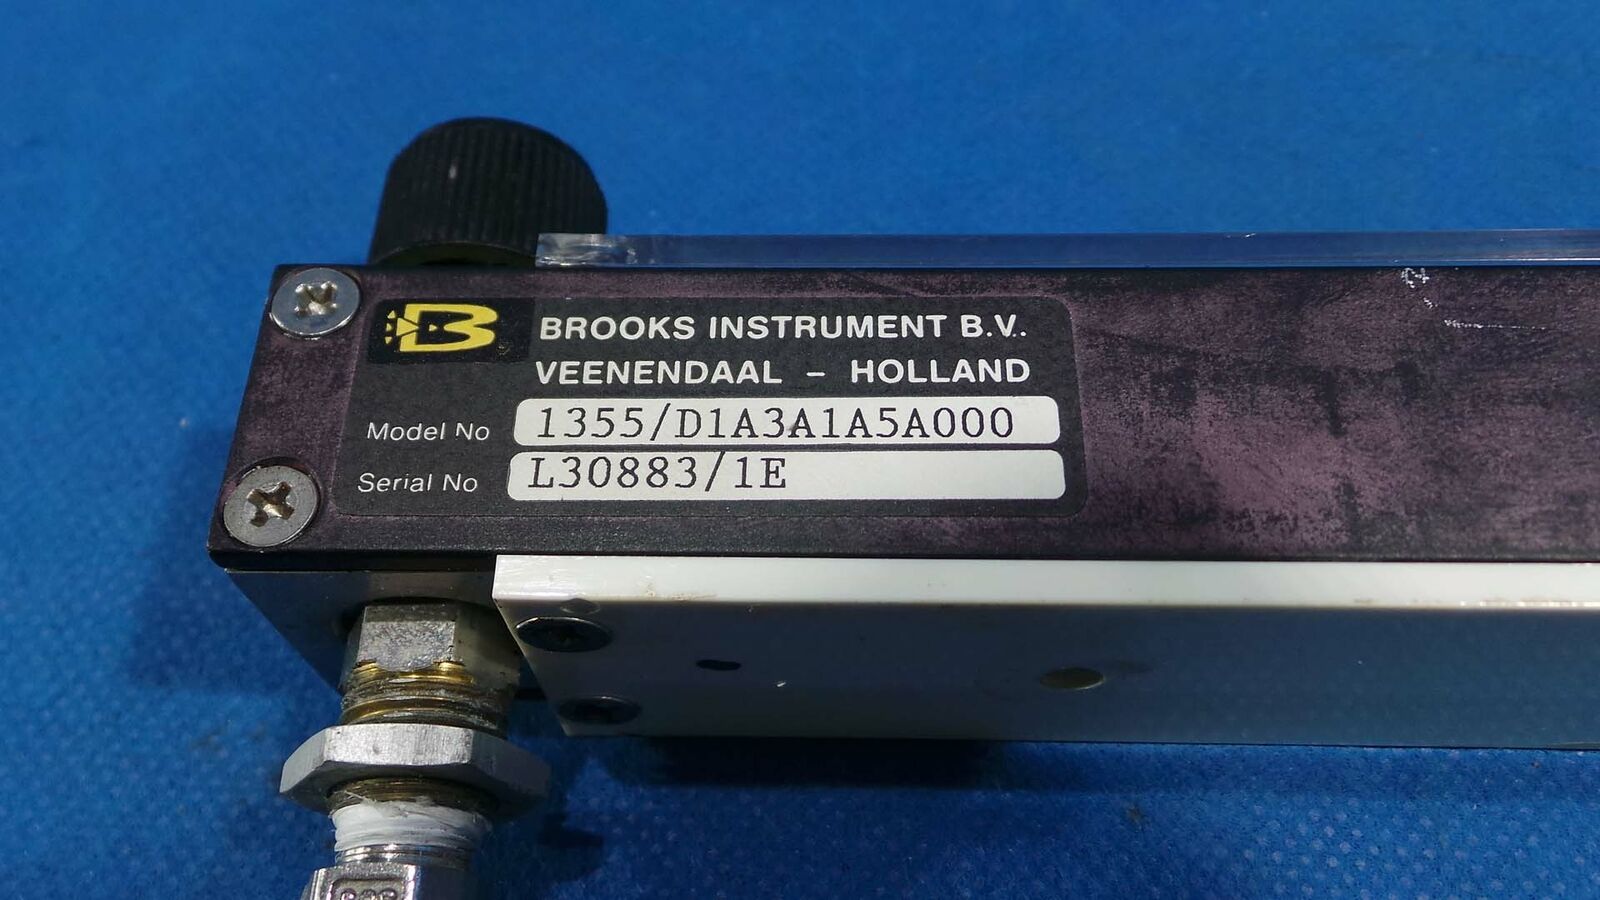 B BROOKS INSTRUMENT B.V.
VEENENDAAL - HOLLAND
Model No 1355/D1A3A1A5A000
Serial No L30883/1E